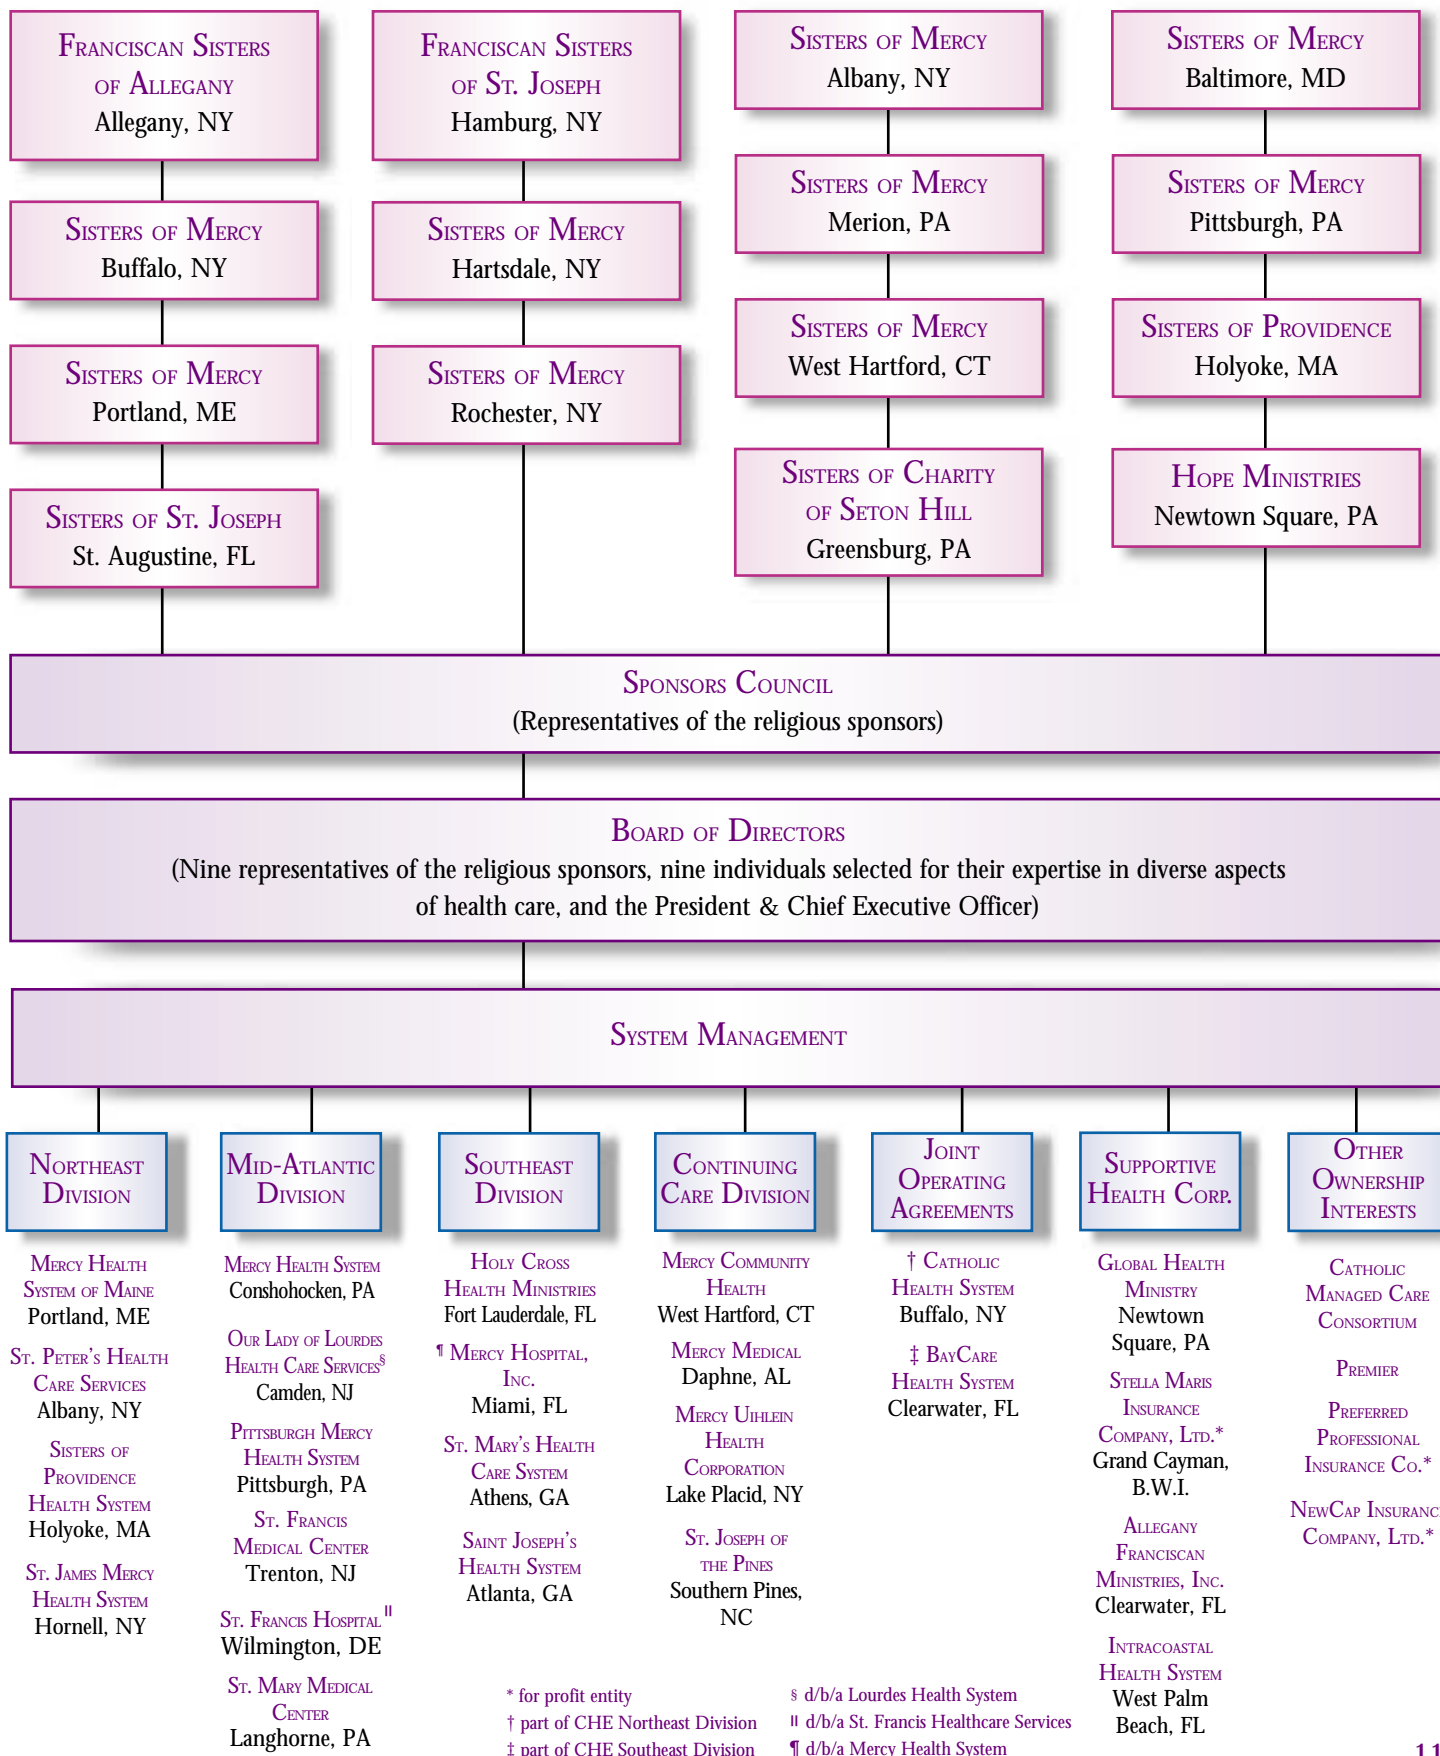 Franciscan Sisters
of Allegany
Allegany, NY
Sisters of Mercy
Buffalo, NY
Sisters of Mercy
Portland, ME
Sisters of St. Joseph
St. Augustine, FL
Franciscan Sisters
of St. Joseph
Hamburg, NY
Sisters of Mercy
Hartsdale, NY
Sisters of Mercy
Rochester, NY
Sisters of Mercy
Albany, NY
Sisters of Mercy
Merion, PA
Sisters of Mercy
West Hartford, CT
Sisters of Charity
of Seton Hill
Greensburg, PA
Sisters of Mercy
Baltimore, MD
Sisters of Mercy
Pittsburgh, PA
Sisters of Providence
Holyoke, MA
Hope Ministries
Newtown Square, PA
Sponsors Council
(Representatives of the religious sponsors)
Board of Directors
(Nine representatives of the religious sponsors, nine individuals selected for their expertise in diverse aspects
of health care, and the President & Chief Executive Officer)
System Management
Northeast
Division
Mercy Health
System of Maine
Portland, ME
St. Peter's Health
Care Services
Albany, NY
Sisters of
Providence
Health System
Holyoke, MA
St. James Mercy
Health System
Hornell, NY
Mid-Atlantic
Division
Mercy Health System
Conshohocken, PA
Our Lady of Lourdes
Health Care Services§
Camden, NJ
Pittsburgh Mercy
Health System
Pittsburgh, PA
St. Francis
Medical Center
Trenton, NJ
St. Francis Hospital॥
Wilmington, DE
St. Mary Medical
Center
Langhorne, PA
Southeast
Division
Holy Cross
Health Ministries
Fort Lauderdale, FL
¶ Mercy Hospital,
Inc.
Miami, FL
St. Mary's Health
Care System
Athens, GA
Saint Joseph's
Health System
Atlanta, GA
Continuing
Care Division
Mercy Community
Health
West Hartford, CT
Mercy Medical
Daphne, AL
Mercy Uihlein
Health
Corporation
Lake Placid, NY
St. Joseph of
the Pines
Southern Pines,
NC
Joint
Operating
Agreements
† Catholic
Health System
Buffalo, NY
‡ BayCare
Health System
Clearwater, FL
Supportive
Health Corp.
Global Health
Ministry
Newtown
Square, PA
Stella Maris
Insurance
Company, Ltd.*
Grand Cayman,
B.W.I.
Allegany
Franciscan
Ministries, Inc.
Clearwater, FL
Intracoastal
Health System
West Palm
Beach, FL
Other
Ownership
Interests
Catholic
Managed Care
Consortium
Premier
Preferred
Professional
Insurance Co.*
NewCap Insurance
Company, Ltd.*
* for profit entity
† part of CHE Northeast Division
‡ part of CHE Southeast Division
§ d/b/a Lourdes Health System
॥ d/b/a St. Francis Healthcare Services
¶ d/b/a Mercy Health System
11